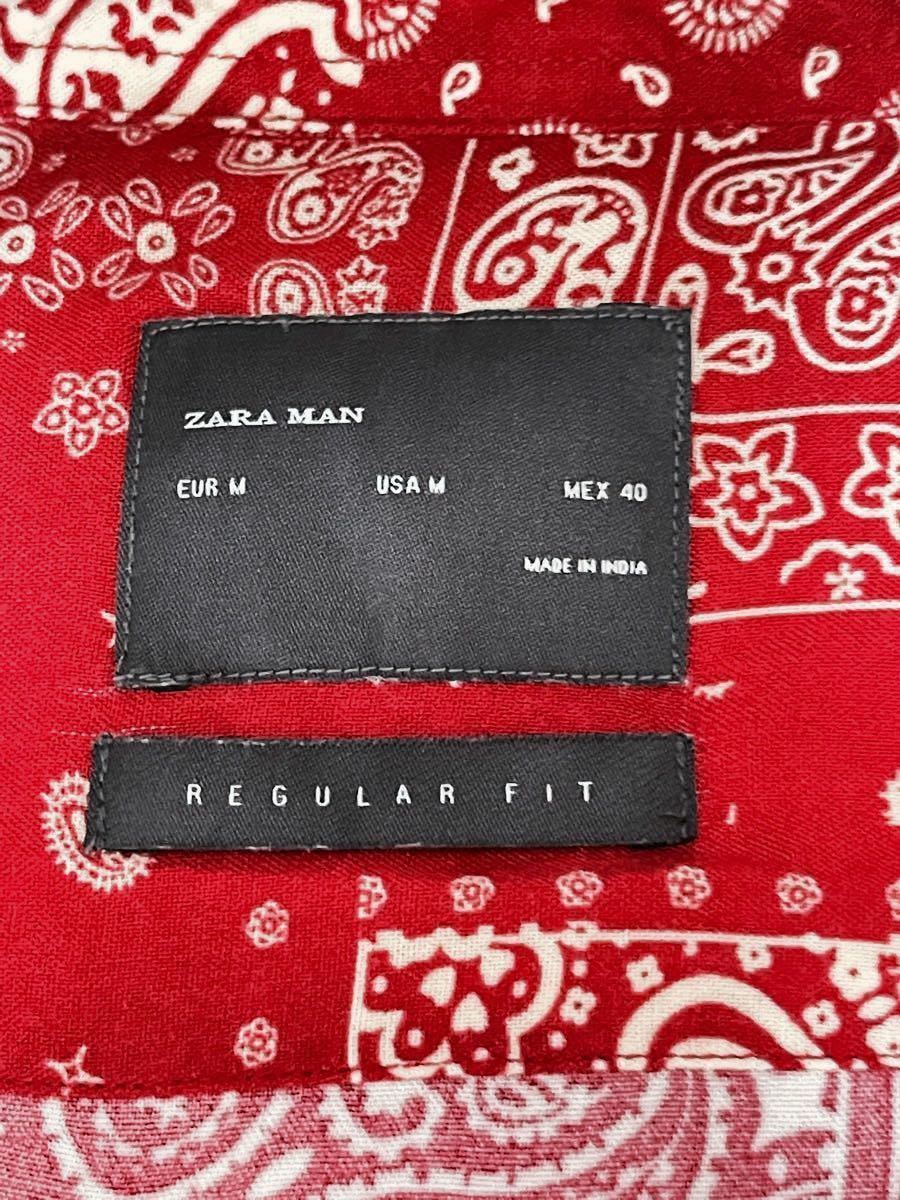 ZARA MAN
EUR M USA M MEX 40
MADE IN INDIA
REGULAR FIT